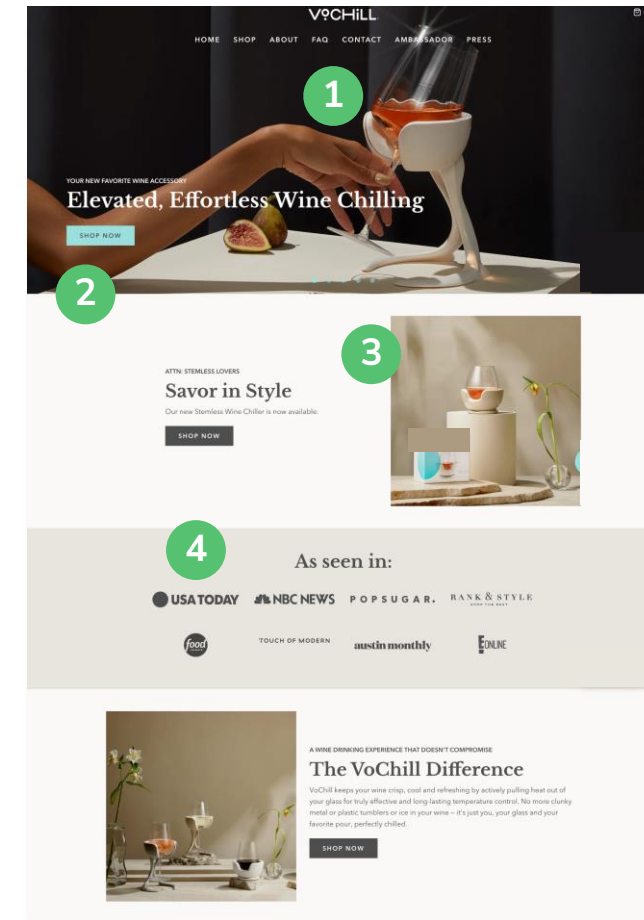 VoCHILL
HOME SHOP ABOUT FAQ CONTACT AMBASSADOR PRESS
1
YOUR NEW FAVORITE WINE ACCESSORY
Elevated, Effortless Wine Chilling
SHOP NOW
2
3
ATTN: STEMLESS LOVERS
Savor in Style
Our new Stemless Wine Chiller is now available.
SHOP NOW
4
As seen in:
USA TODAY NBC NEWS POPSUGAR. RANK & STYLE
food TOUCH OF MODERN austin monthly E! ONLINE
A WINE DRINKING EXPERIENCE THAT DOESN'T COMPROMISE
The VoChill Difference
VoChill keeps your wine crisp, cool and refreshing by actively pulling heat out of
your glass for truly effective and long-lasting temperature control. No more clunky
metal or plastic tumblers or ice in your wine – it's just you, your glass and your
favorite pour, perfectly chilled.
SHOP NOW